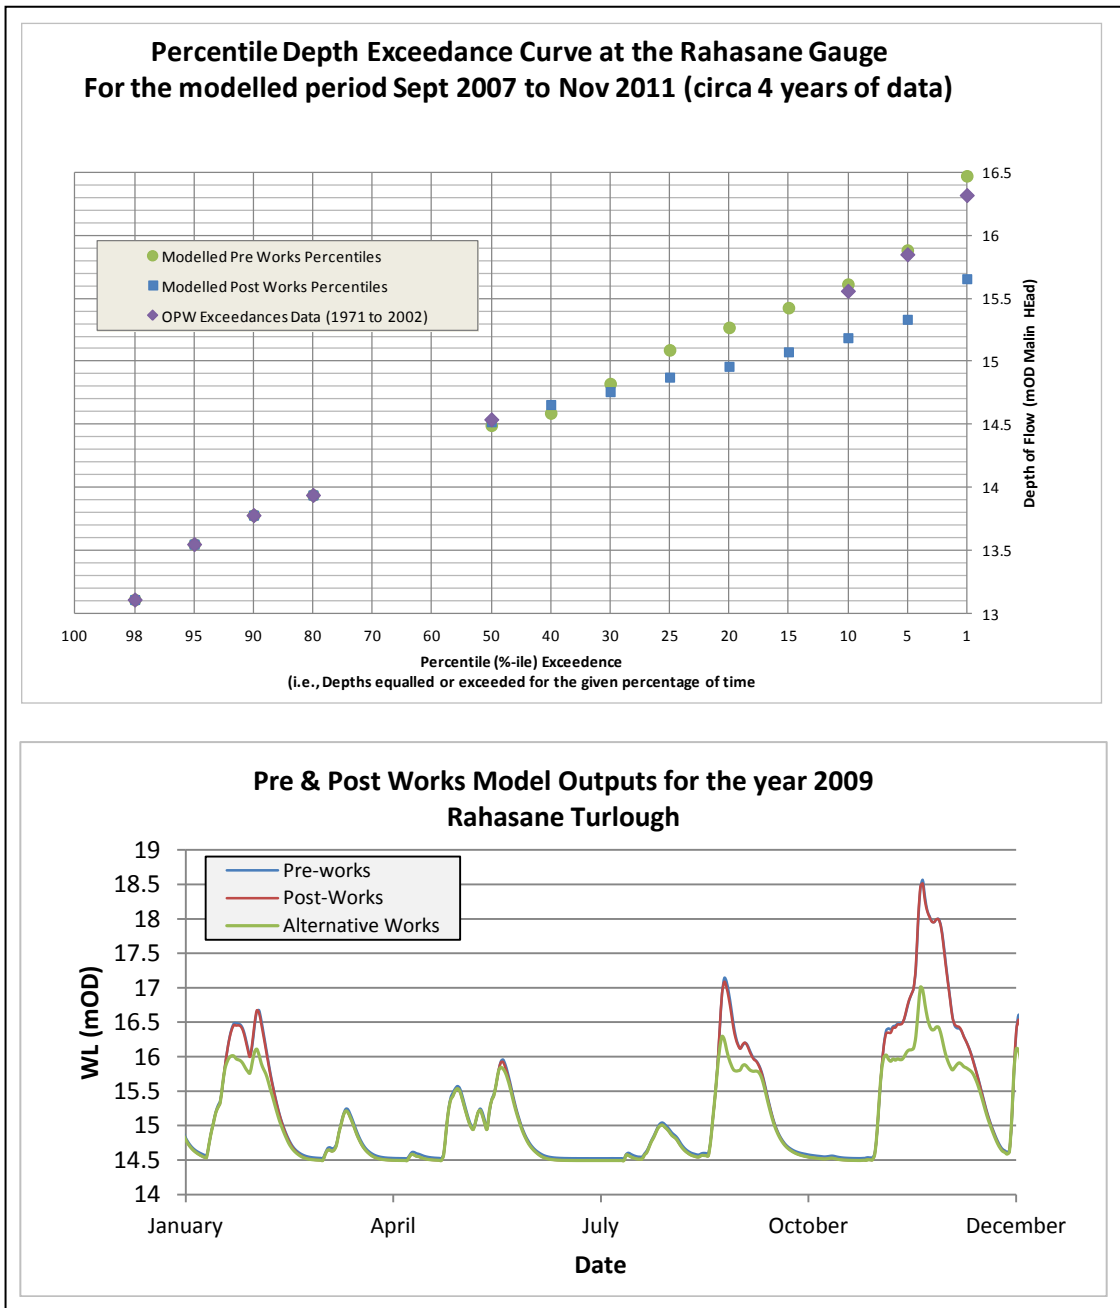 Percentile Depth Exceedance Curve at the Rahasane Gauge
For the modelled period Sept 2007 to Nov 2011 (circa 4 years of data)
16.5
16
15.5
15
14.5
14
13.5
13
Depth of Flow (mOD Malin HEad)
Modelled Pre Works Percentiles
Modelled Post Works Percentiles
OPW Exceedances Data (1971 to 2002)
100 98 95 90 80 70 60 50 40 30 25 20 15 10 5 1
Percentile (%-ile) Exceedence
(i.e., Depths equalled or exceeded for the given percentage of time
Pre & Post Works Model Outputs for the year 2009
Rahasane Turlough
19
18.5
18
17.5
17
16.5
16
15.5
15
14.5
14
WL (mOD)
Pre-works
Post-Works
Alternative Works
January April July October December
Date